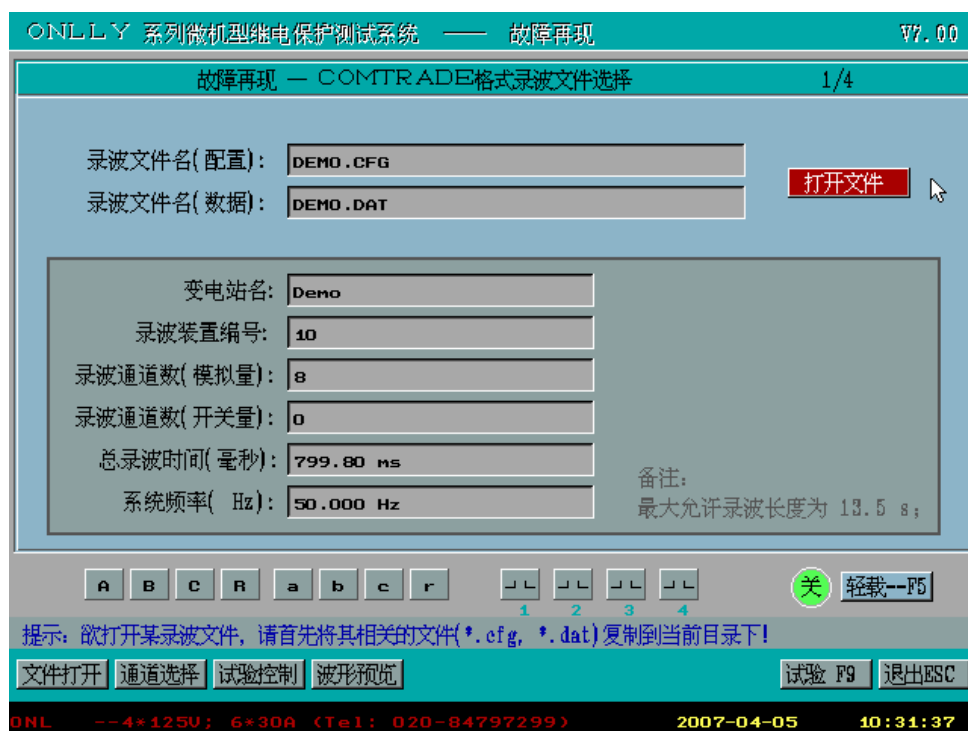 ONLLY 系列微机型继电保护测试系统 —— 故障再现 V7.00
故障再现 — COMTRADE格式录波文件选择 1/4
录波文件名(配置): DEMO.CFG
打开文件
录波文件名(数据): DEMO.DAT
变电站名: Demo
录波装置编号: 10
录波通道数(模拟量): 8
录波通道数(开关量): 0
总录波时间(毫秒): 799.80 ms
系统频率( Hz): 50.000 Hz
备注:
最大允许录波长度为 13.5 s;
A B C R a b c r
1 2 3 4
关 轻载--F5
提示: 欲打开某录波文件, 请首先将其相关的文件(*.cfg, *.dat)复制到当前目录下!
文件打开 通道选择 试验控制 波形预览 试验 F9 退出ESC
ONL --4*125V; 6*30A (Tel: 020-84797299) 2007-04-05 10:31:37